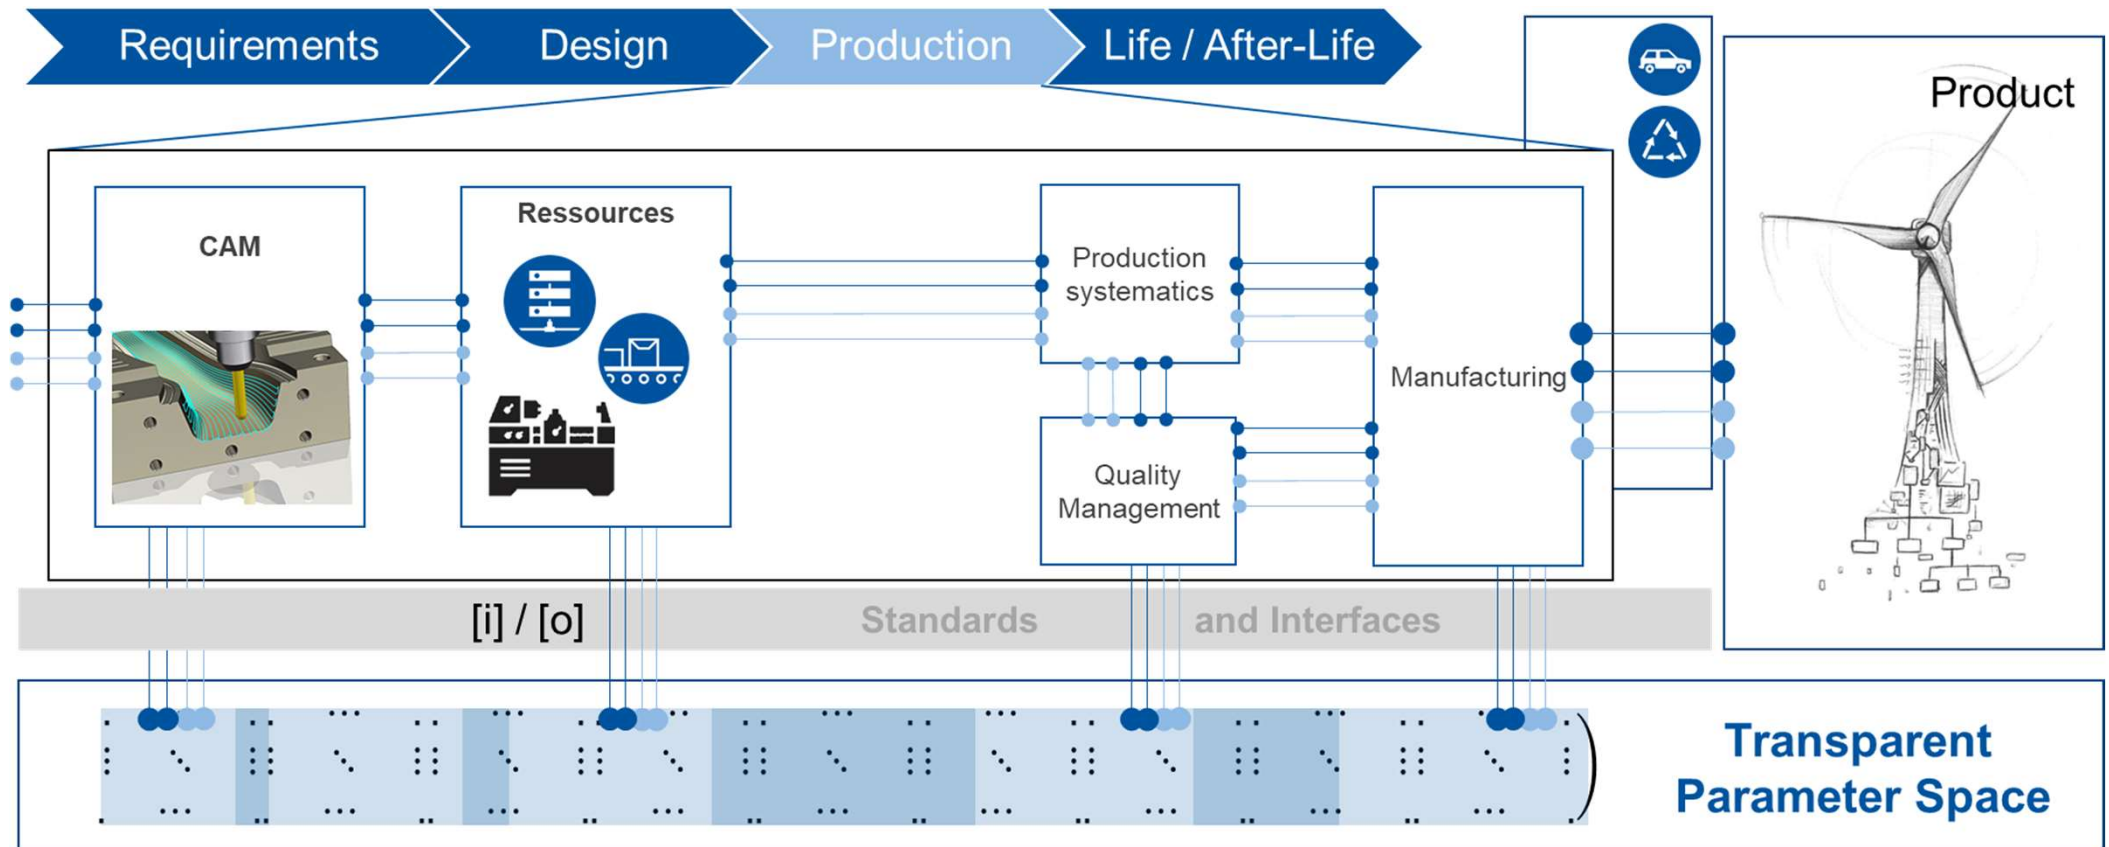 Requirements
Design
Production
Life / After-Life
Product
CAM
Ressources
Production
systematics
Quality
Management
Manufacturing
[i] / [o]
Standards
and Interfaces
Transparent
Parameter Space